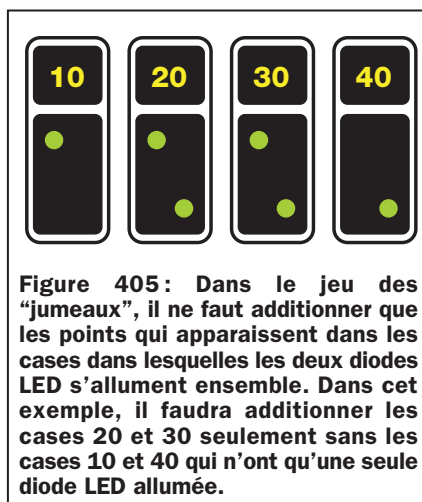 10 20 30 40
Figure 405: Dans le jeu des
"jumeaux", il ne faut additionner que
les points qui apparaissent dans les
cases dans lesquelles les deux diodes
LED s'allument ensemble. Dans cet
exemple, il faudra additionner les
cases 20 et 30 seulement sans les
cases 10 et 40 qui n'ont qu'une seule
diode LED allumée.